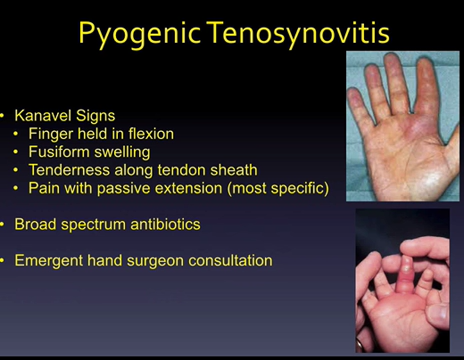 Pyogenic Tenosynovitis
• Kanavel Signs
• Finger held in flexion
• Fusiform swelling
• Tenderness along tendon sheath
• Pain with passive extension (most specific)
• Broad spectrum antibiotics
• Emergent hand surgeon consultation